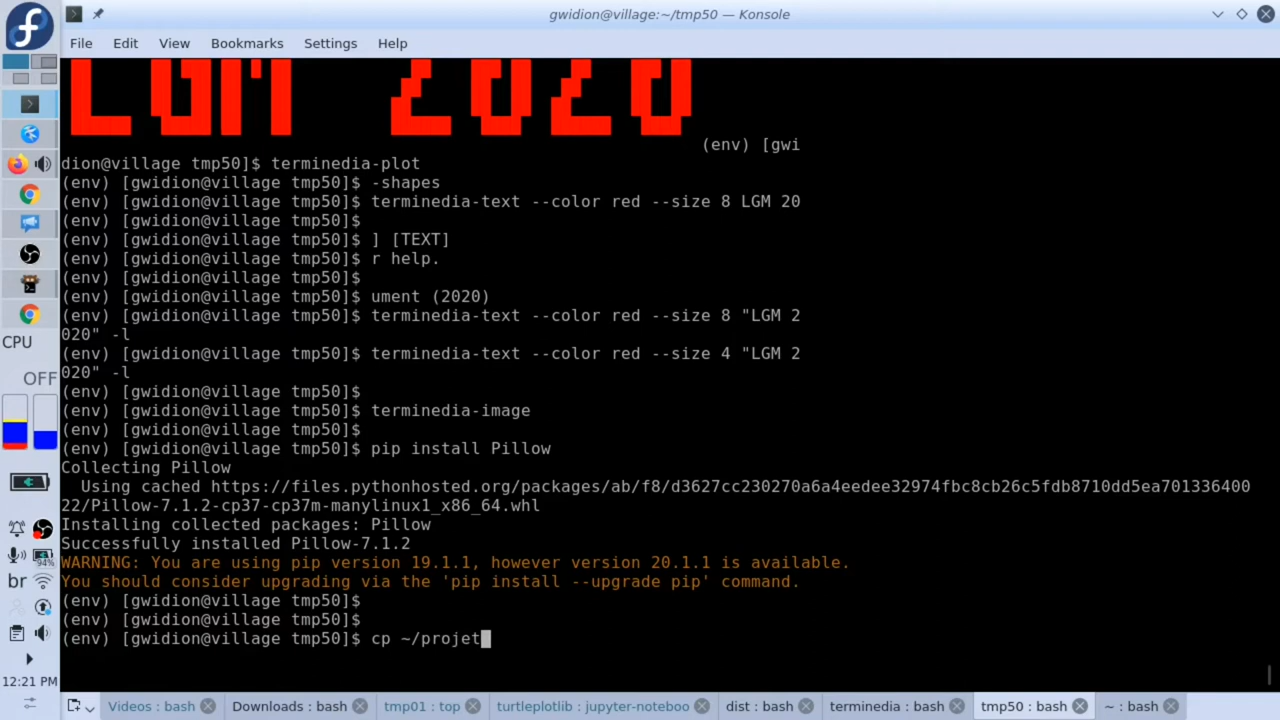 gwidion@village:~/tmp50 — Konsole
File Edit View Bookmarks Settings Help
LGM 2020
(env) [gwi
dion@village tmp50]$ terminedia-plot
(env) [gwidion@village tmp50]$ -shapes
(env) [gwidion@village tmp50]$ terminedia-text --color red --size 8 LGM 20
(env) [gwidion@village tmp50]$
(env) [gwidion@village tmp50]$ ] [TEXT]
(env) [gwidion@village tmp50]$ r help.
(env) [gwidion@village tmp50]$
(env) [gwidion@village tmp50]$ ument (2020)
(env) [gwidion@village tmp50]$ terminedia-text --color red --size 8 "LGM 2
020" -l
(env) [gwidion@village tmp50]$ terminedia-text --color red --size 4 "LGM 2
020" -l
(env) [gwidion@village tmp50]$
(env) [gwidion@village tmp50]$ terminedia-image
(env) [gwidion@village tmp50]$
(env) [gwidion@village tmp50]$ pip install Pillow
Collecting Pillow
Using cached https://files.pythonhosted.org/packages/ab/f8/d3627cc230270a6a4eedee32974fbc8cb26c5fdb8710dd5ea701336400
22/Pillow-7.1.2-cp37-cp37m-manylinux1_x86_64.whl
Installing collected packages: Pillow
Successfully installed Pillow-7.1.2
WARNING: You are using pip version 19.1.1, however version 20.1.1 is available.
You should consider upgrading via the 'pip install --upgrade pip' command.
(env) [gwidion@village tmp50]$
(env) [gwidion@village tmp50]$
(env) [gwidion@village tmp50]$ cp ~/projet
CPU
OFF
94%
br
12:21 PM
Videos : bash Downloads : bash tmp01 : top turtleplotlib : jupyter-noteboo dist : bash terminedia : bash tmp50 : bash ~ : bash